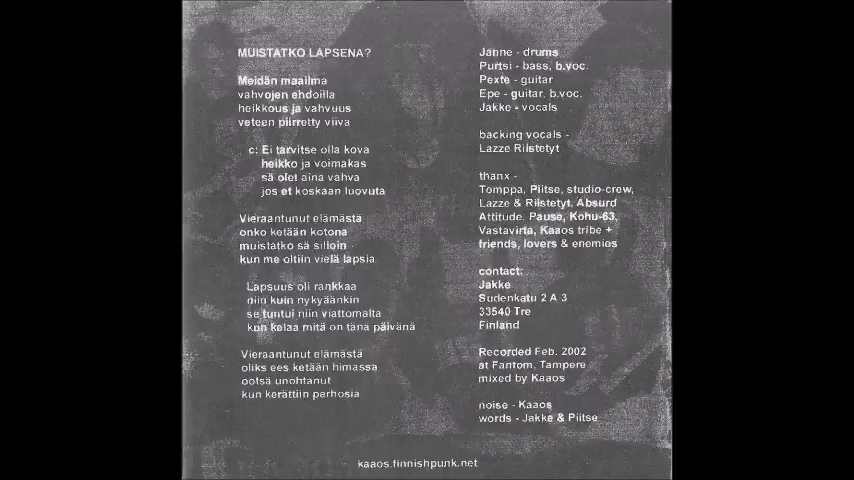 MUISTATKO LAPSENA?
Meidän maailma
vahvojen ehdoilla
heikkous ja vahvuus
veteen piirretty viiva
c: Ei tarvitse olla kova
heikko ja voimakas
sä olet aina vahva
jos et koskaan luovuta
Vieraantunut elämästä
onko ketään kotona
muistatko sä silloin
kun me oltiin vielä lapsia
Lapsuus oli rankkaa
niin kuin nykyäänkin
se tuntui niin viattomalta
kun kelaa mitä on tänä päivänä
Vieraantunut elämästä
oliks ees ketään himassa
ootsä unohtanut
kun kerättiin perhosia
Janne - drums
Purtsi - bass, b.voc.
Pexte - guitar
Epe - guitar, b.voc.
Jakke - vocals
backing vocals -
Lazze Riistetyt
thanx -
Tomppa, Piitse, studio-crew,
Lazze & Riistetyt, Absurd
Attitude, Pause, Kohu-63,
Vastavirta, Kaaos tribe +
friends, lovers & enemies
contact:
Jakke
Sudenkatu 2 A 3
33540 Tre
Finland
Recorded Feb. 2002
at Fantom, Tampere
mixed by Kaaos
noise - Kaaos
words - Jakke & Piitse
kaaos.finnishpunk.net